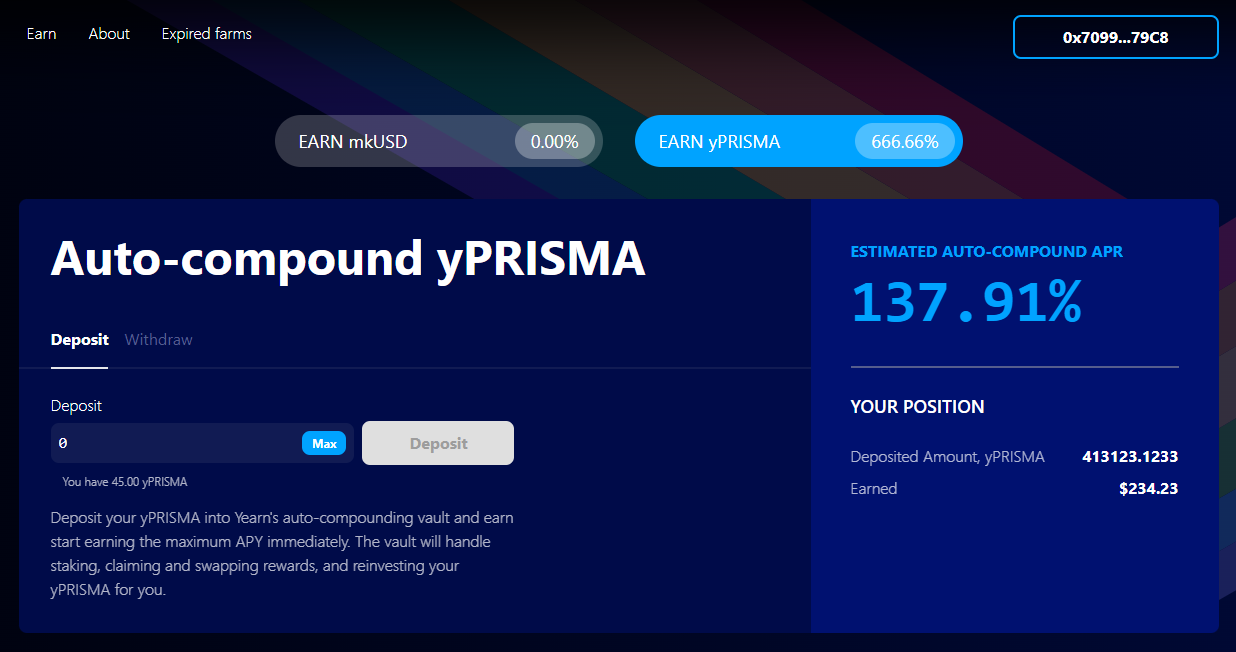 Earn About Expired farms 0x7099...79C8
EARN mkUSD 0.00% EARN yPRISMA 666.66%
Auto-compound yPRISMA
Deposit Withdraw
Deposit
0 Max Deposit
You have 45.00 yPRISMA
Deposit your yPRISMA into Yearn's auto-compounding vault and earn
start earning the maximum APY immediately. The vault will handle
staking, claiming and swapping rewards, and reinvesting your
yPRISMA for you.
ESTIMATED AUTO-COMPOUND APR
137.91%
YOUR POSITION
Deposited Amount, yPRISMA 413123.1233
Earned $234.23